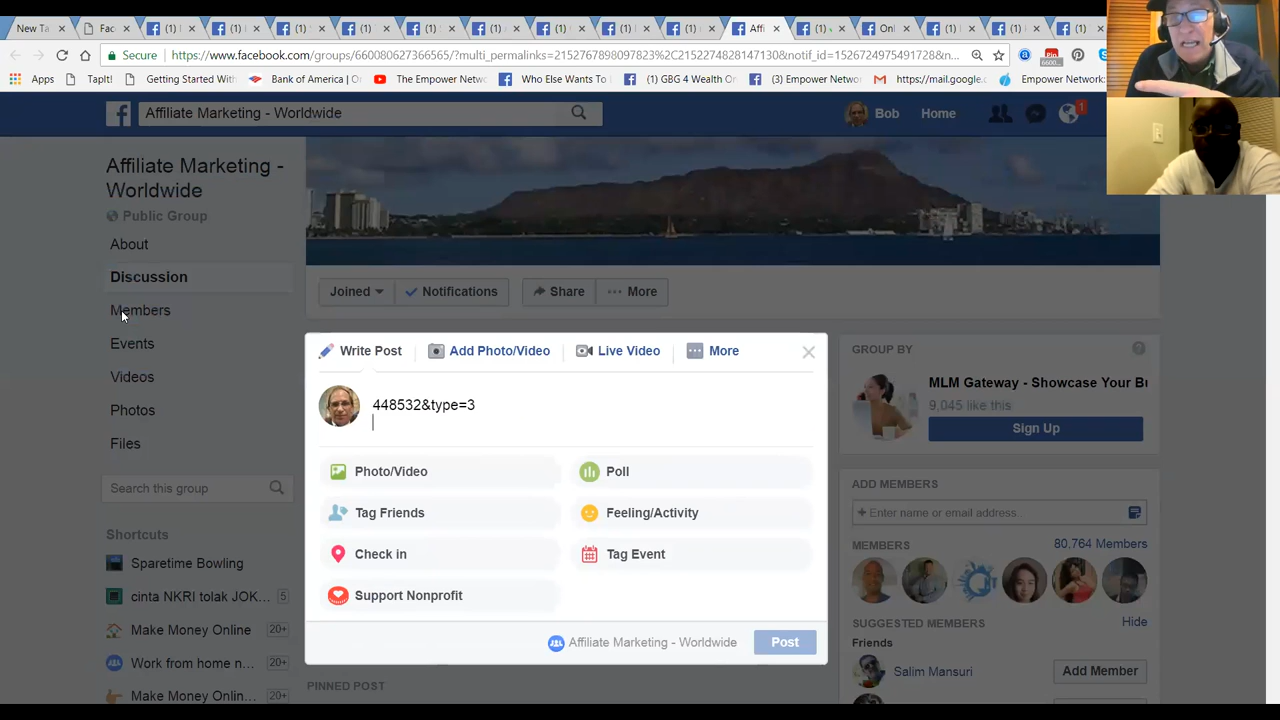 New Ta
Fac
(1)
(1)
(1)
(1)
(1)
(1)
(1)
(1)
Affi
(1)
Onl
(1)
(1)
(1)
Secure
https://www.facebook.com/groups/660080627356565/?multi_permalinks=2152767898097823%2C2152274828147130&notif_id=1526724975491728&n...
Apps
TapIt!
Getting Started With
Bank of America
The Empower Netwo
Who Else Wants To
(1) GBG 4 Week On
(3) Empower Networ
https://mail.google.c
Empower Network:
Affiliate Marketing - Worldwide
Bob
Home
1
Affiliate Marketing -
Worldwide
Public Group
About
Discussion
Members
Events
Videos
Photos
Files
Search this group
Shortcuts
Sparetime Bowling
cinta NKRI tolak JOK... 5
Make Money Online 20+
Work from home n... 20+
Make Money Online... 20+
Joined
Notifications
Share
More
Write Post
Add Photo/Video
Live Video
More
448532&type=3
Photo/Video
Poll
Tag Friends
Feeling/Activity
Check in
Tag Event
Support Nonprofit
Affiliate Marketing - Worldwide
Post
PINNED POST
GROUP BY
MLM Gateway - Showcase Your Bu
9,045 like this
Sign Up
ADD MEMBERS
+ Enter name or email address...
MEMBERS
80,764 Members
SUGGESTED MEMBERS
Hide
Friends
Salim Mansuri
Add Member